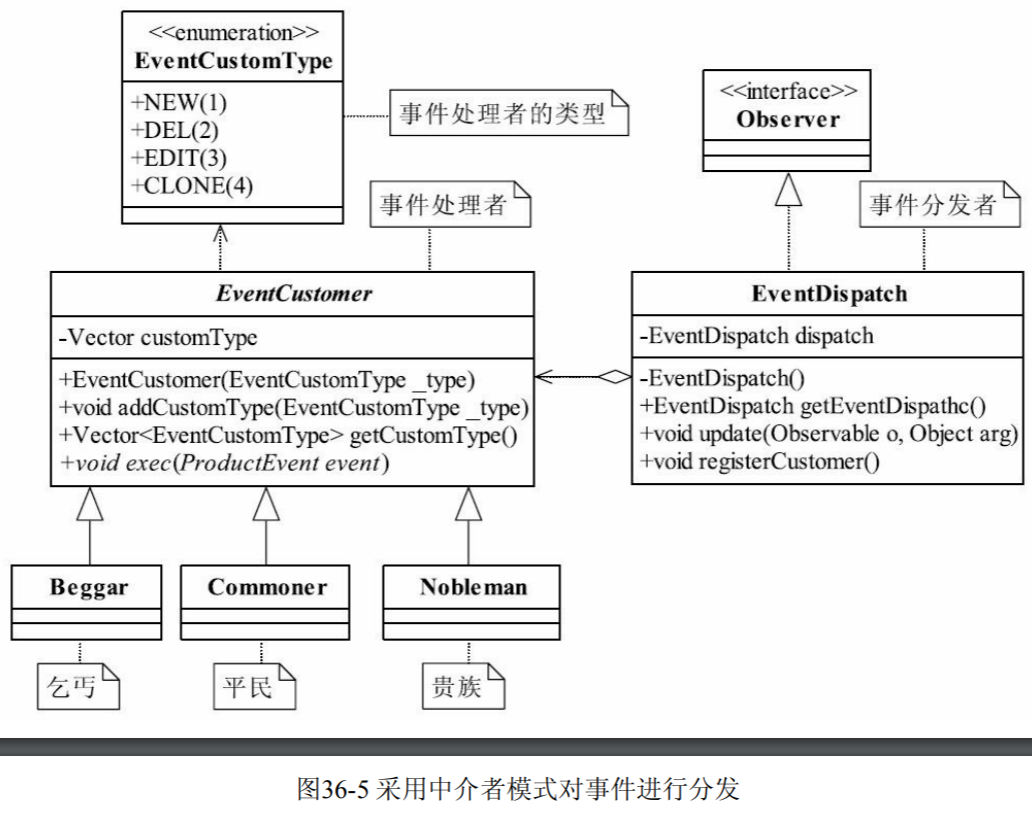 <<enumeration>>
EventCustomType
+NEW(1)
+DEL(2)
+EDIT(3)
+CLONE(4)
事件处理者的类型
<<interface>>
Observer
事件处理者
事件分发者
EventCustomer
-Vector customType
+EventCustomer(EventCustomType _type)
+void addCustomType(EventCustomType _type)
+Vector<EventCustomType> getCustomType()
+void exec(ProductEvent event)
EventDispatch
-EventDispatch dispatch
-EventDispatch()
+EventDispatch getEventDispathc()
+void update(Observable o, Object arg)
+void registerCustomer()
Beggar
Commoner
Nobleman
乞丐
平民
贵族
图36-5 采用中介者模式对事件进行分发